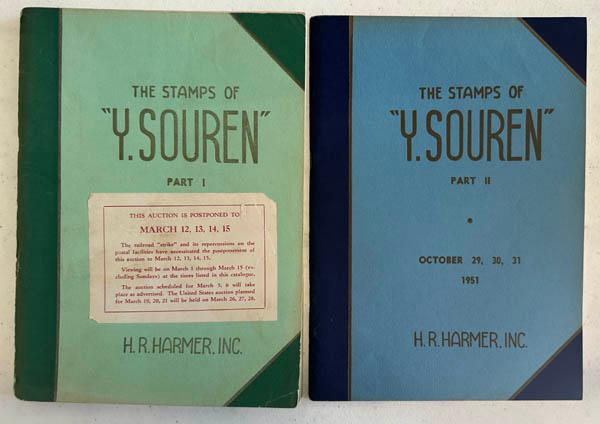 THE STAMPS OF
"Y. SOUREN"
PART I
THIS AUCTION IS POSTPONED TO
MARCH 12, 13, 14, 15
The railroad "strike" and its repercussions on the
postal facilities have necessitated the postponement of
this auction to March 12, 13, 14, 15.
Viewing will be on March 1 through March 15 (ex-
cluding Sundays) at the times listed in this catalogue.
The auction scheduled for March 5, 6 will take
place as advertised. The United States auction planned
for March 19, 20, 21 will be held on March 26, 27, 28.
H. R. HARMER, INC.
THE STAMPS OF
"Y. SOUREN"
PART II
OCTOBER 29, 30, 31
1951
H. R. HARMER, INC.